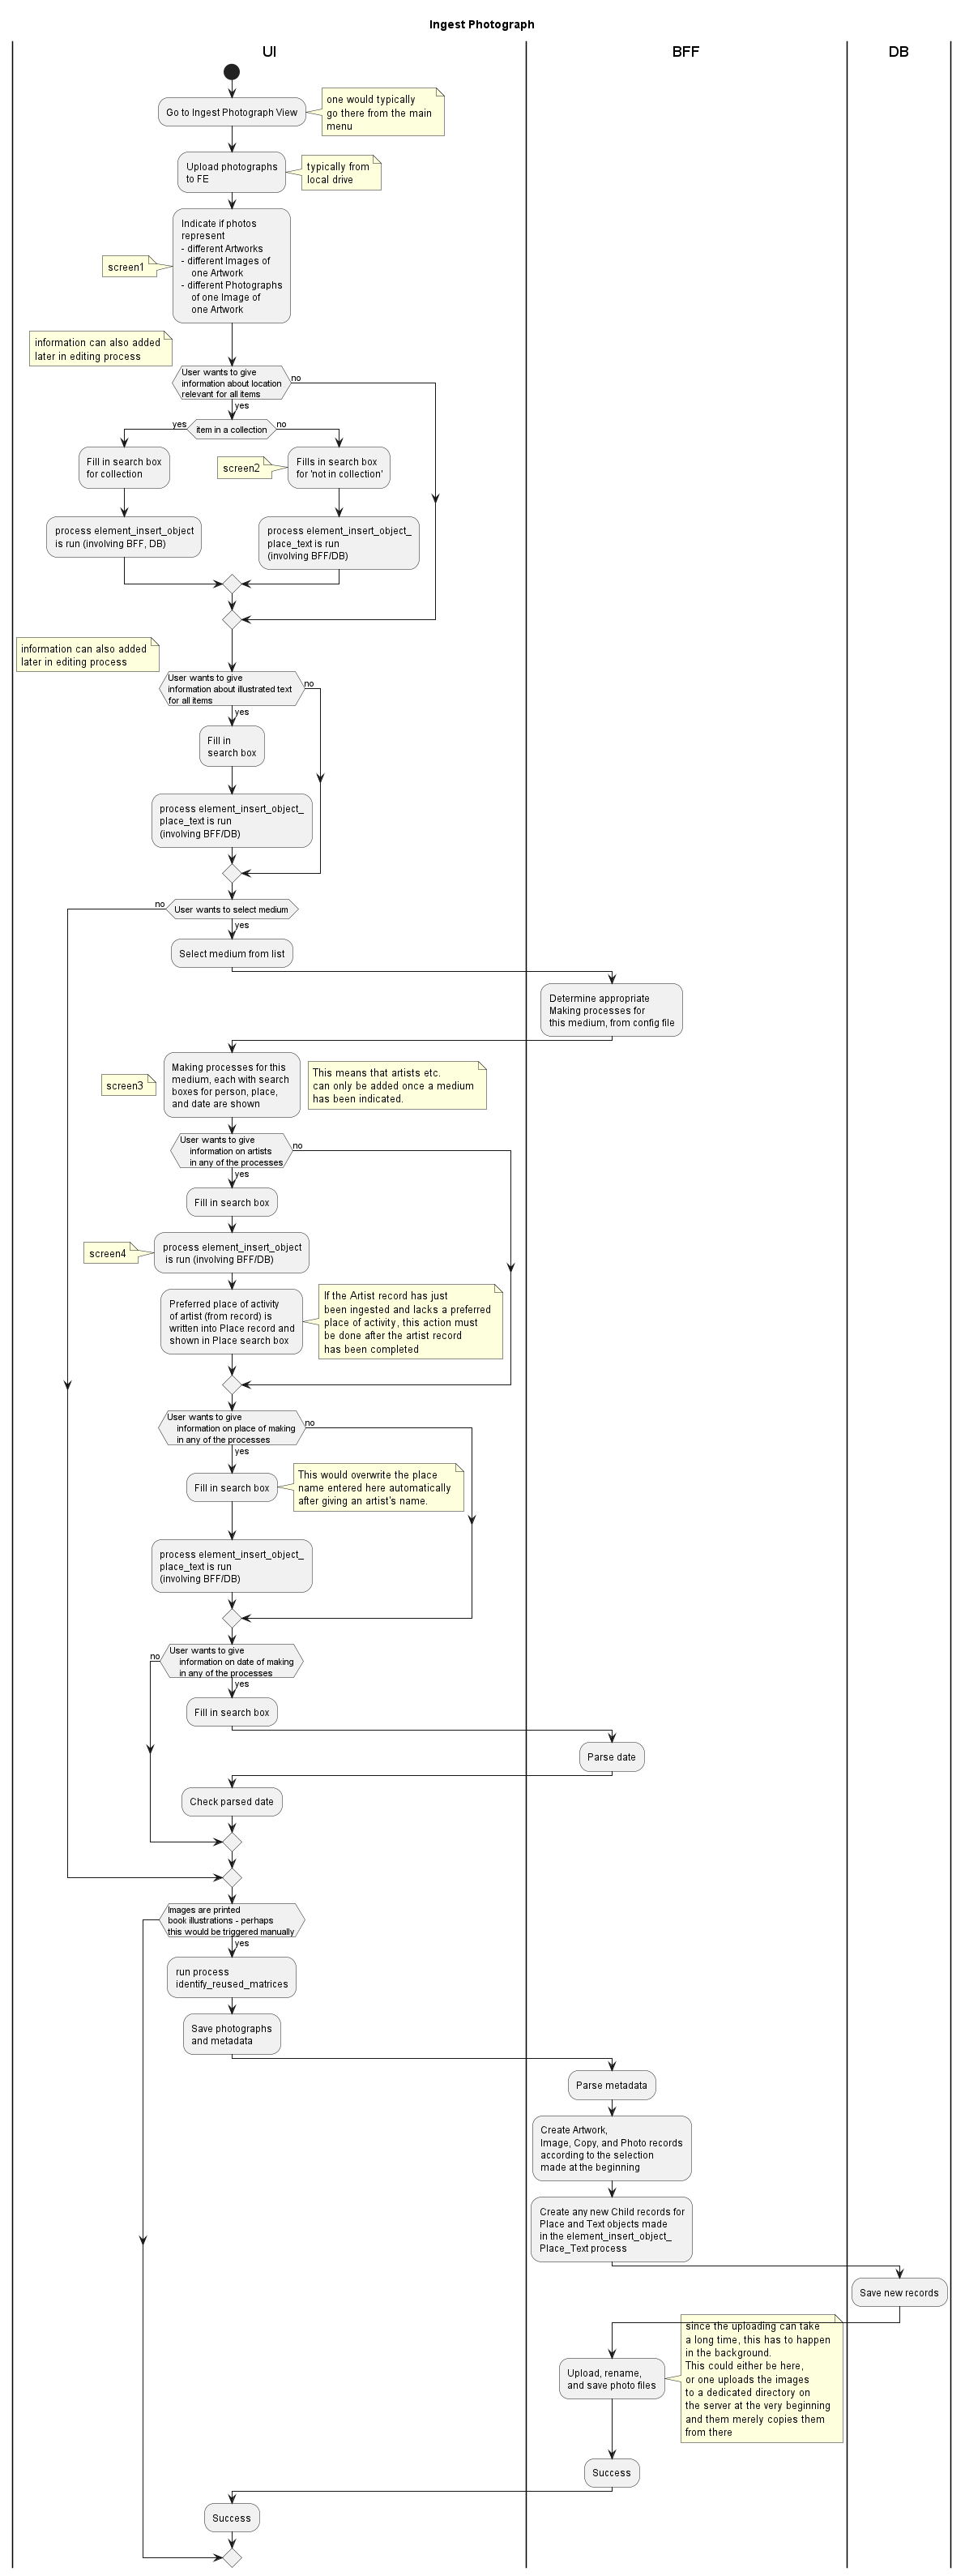 Ingest Photograph
UI
BFF
DB
Go to Ingest Photograph View
one would typically
go there from the main
menu
Upload photographs
to FE
typically from
local drive
Indicate if photos
represent
- different Artworks
- different Images of
one Artwork
- different Photographs
of one Image of
one Artwork
screen1
information can also added
later in editing process
User wants to give
information about location
relevant for all items
no
yes
item in a collection
yes
no
Fill in search box
for collection
screen2
Fills in search box
for 'not in collection'
process element_insert_object
is run (involving BFF, DB)
process element_insert_object_
place_text is run
(involving BFF/DB)
information can also added
later in editing process
User wants to give
information about illustrated text
for all items
no
yes
Fill in
search box
process element_insert_object_
place_text is run
(involving BFF/DB)
no
User wants to select medium
yes
Select medium from list
Determine appropriate
Making processes for
this medium, from config file
screen3
Making processes for this
medium, each with search
boxes for person, place,
and date are shown
This means that artists etc.
can only be added once a medium
has been indicated.
User wants to give
information on artists
in any of the processes
no
yes
Fill in search box
screen4
process element_insert_object
is run (involving BFF/DB)
Preferred place of activity
of artist (from record) is
written into Place record and
shown in Place search box
If the Artist record has just
been ingested and lacks a preferred
place of activity, this action must
be done after the artist record
has been completed
User wants to give
information on place of making
in any of the processes
no
yes
Fill in search box
This would overwrite the place
name entered here automatically
after giving an artist's name.
process element_insert_object_
place_text is run
(involving BFF/DB)
no
User wants to give
information on date of making
in any of the processes
yes
Fill in search box
Parse date
Check parsed date
Images are printed
book illustrations - perhaps
this would be triggered manually
yes
run process
identify_reused_matrices
Save photographs
and metadata
Parse metadata
Create Artwork,
Image, Copy, and Photo records
according to the selection
made at the beginning
Create any new Child records for
Place and Text objects made
in the element_insert_object_
Place_Text process
Save new records
Upload, rename,
and save photo files
since the uploading can take
a long time, this has to happen
in the background.
This could either be here,
or one uploads the images
to a dedicated directory on
the server at the very beginning
and them merely copies them
from there
Success
Success